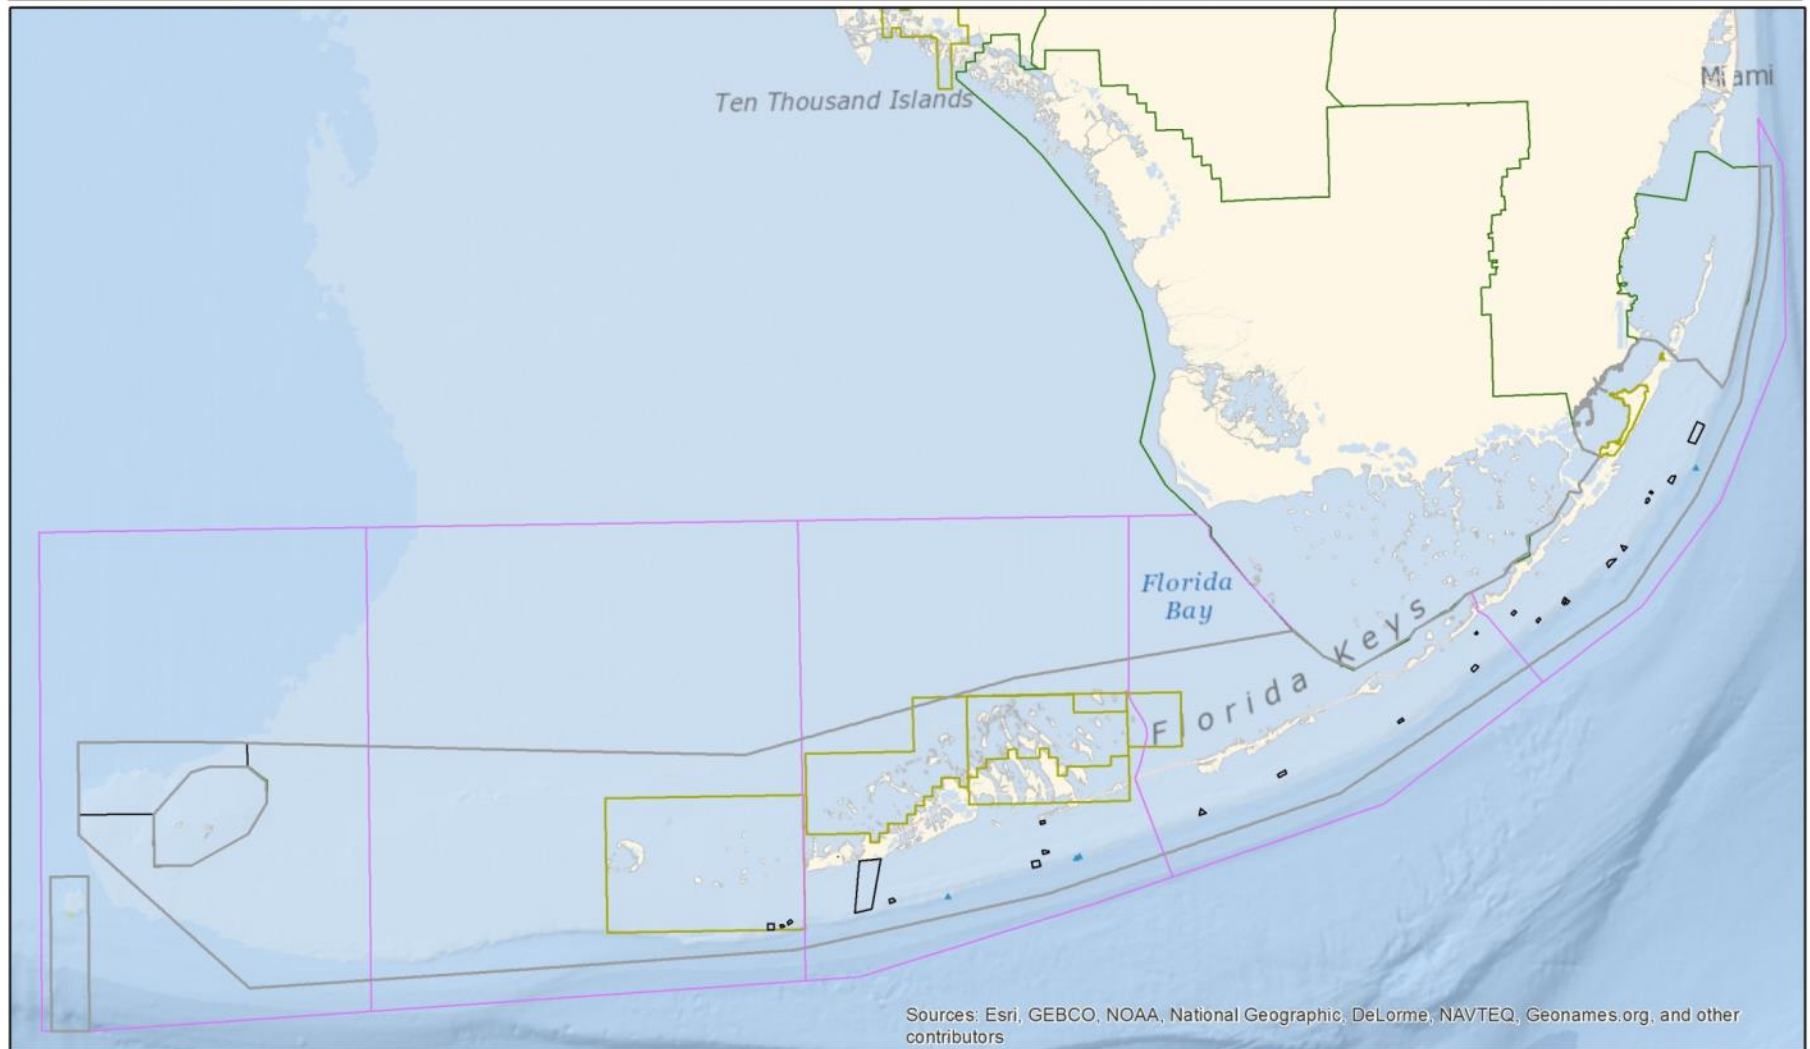 Miami
Ten Thousand Islands
Florida
Bay
Florida Keys
Sources: Esri, GEBCO, NOAA, National Geographic, DeLorme, NAVTEQ, Geonames.org, and other
contributors